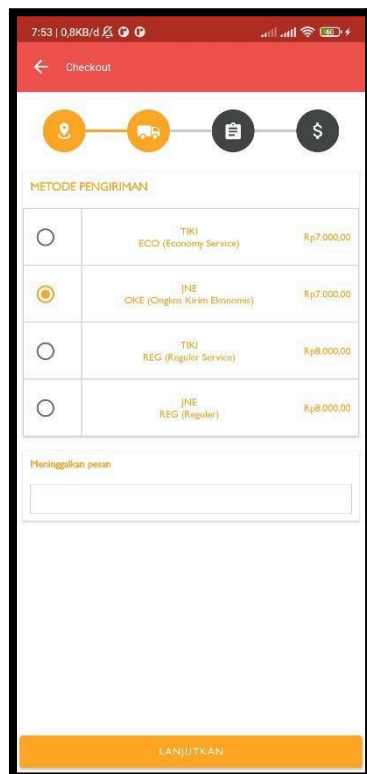 7:53 | 0,8KB/d
60
Checkout
$
METODE PENGIRIMAN
TIKI
ECO (Economy Service)
Rp7.000,00
JNE
OKE (Ongkos Kirim Ekonomis)
Rp7.000,00
TIKI
REG (Reguler Service)
Rp8.000,00
JNE
REG (Reguler)
Rp8.000,00
Meninggalkan pesan
LANJUTKAN